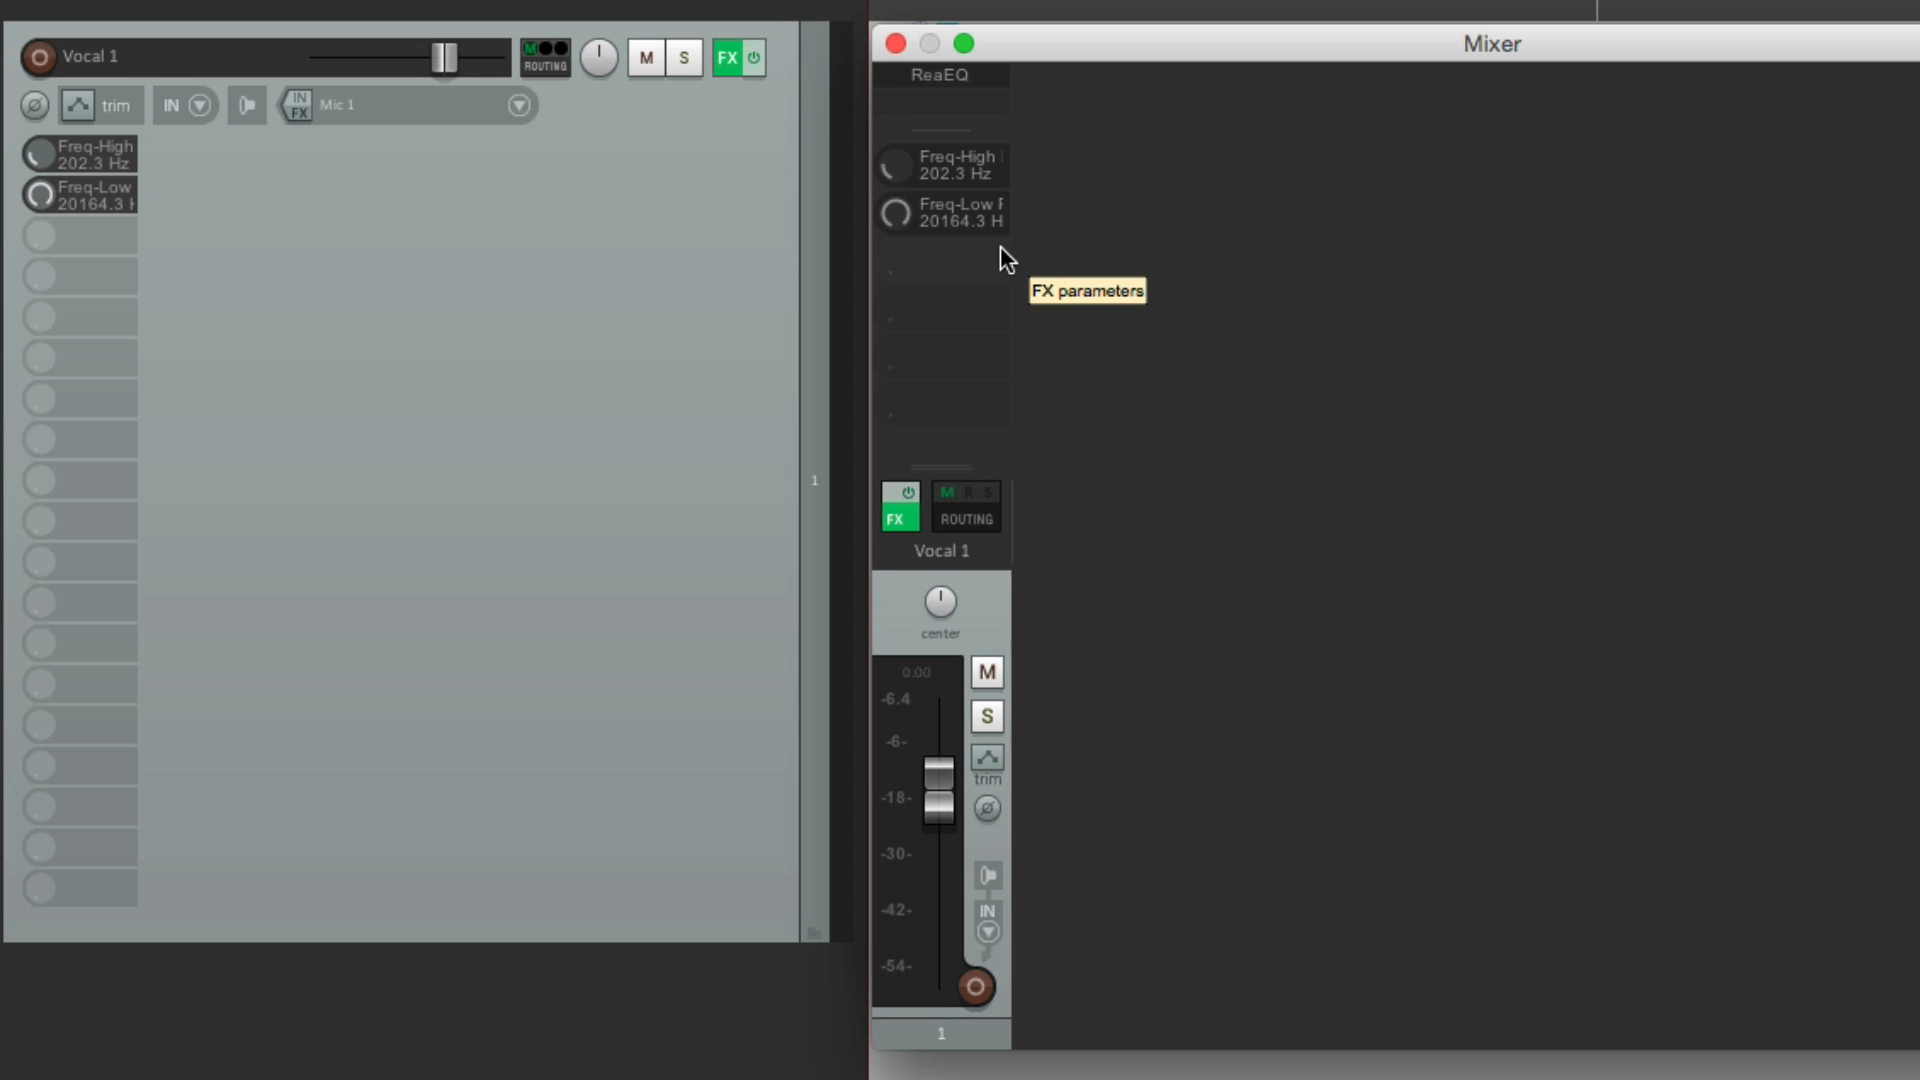 Vocal 1
ROUTING
M
S
FX
trim
IN
IN
FX
Mic 1
Freq-High
202.3 Hz
Freq-Low
20164.3 H
1
Mixer
ReaEQ
Freq-High
202.3 Hz
Freq-Low F
20164.3 H
FX parameters
FX
M R S
ROUTING
Vocal 1
center
0.00
-6.4
-6-
-18-
-30-
-42-
-54-
M
S
trim
IN
1